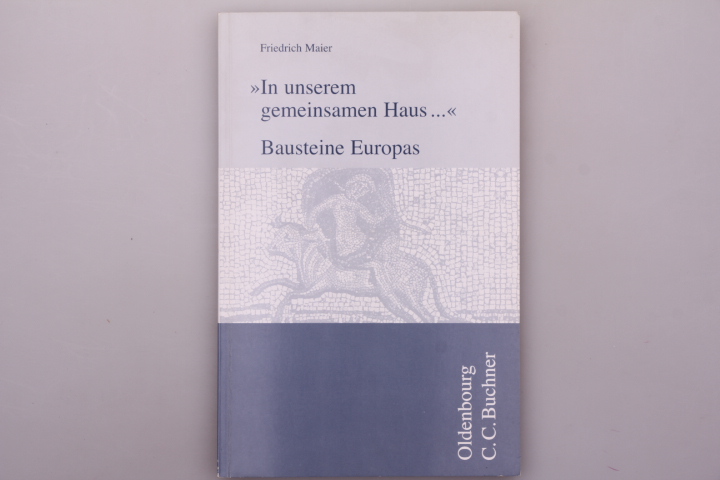 Friedrich Maier
»In unserem
gemeinsamen Haus ...«
Bausteine Europas
Oldenbourg
C. C. Buchner